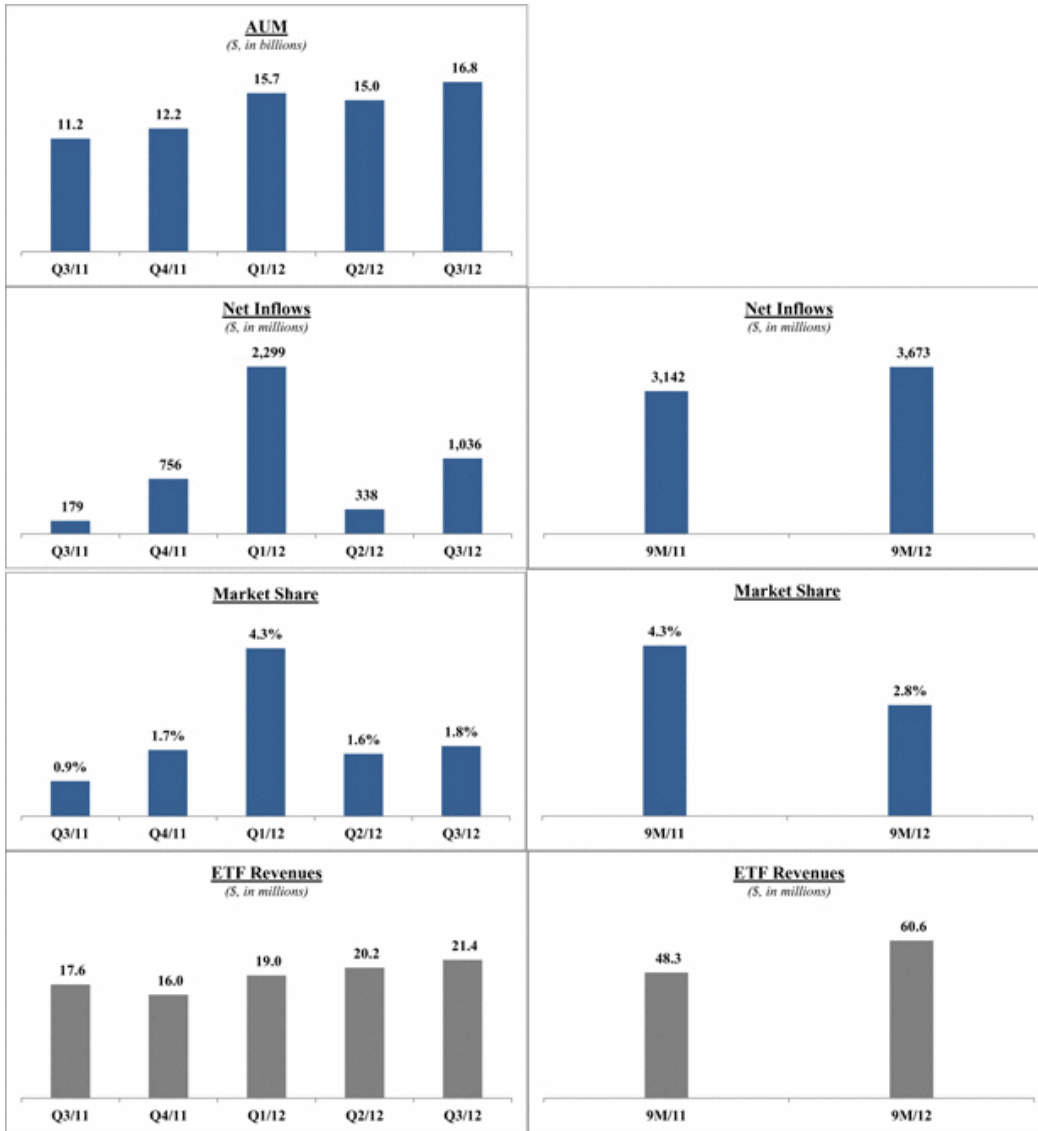 AUM
($, in billions)
11.2 12.2 15.7 15.0 16.8
Q3/11 Q4/11 Q1/12 Q2/12 Q3/12
Net Inflows
($, in millions)
179 756 2,299 338 1,036
Q3/11 Q4/11 Q1/12 Q2/12 Q3/12
Net Inflows
($, in millions)
3,142 3,673
9M/11 9M/12
Market Share
0.9% 1.7% 4.3% 1.6% 1.8%
Q3/11 Q4/11 Q1/12 Q2/12 Q3/12
Market Share
4.3% 2.8%
9M/11 9M/12
ETF Revenues
($, in millions)
17.6 16.0 19.0 20.2 21.4
Q3/11 Q4/11 Q1/12 Q2/12 Q3/12
ETF Revenues
($, in millions)
48.3 60.6
9M/11 9M/12